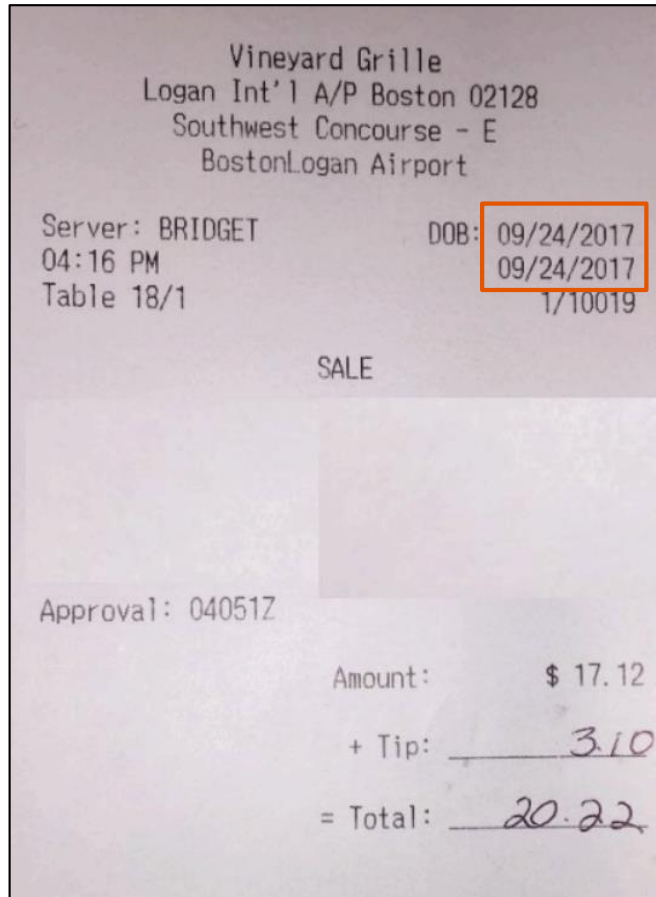 Vineyard Grille
Logan Int'l A/P Boston 02128
Southwest Concourse - E
BostonLogan Airport
Server: BRIDGET DOB: 09/24/2017
04:16 PM 09/24/2017
Table 18/1 1/10019
SALE
Approval: 04051Z
Amount: $ 17.12
+ Tip: 3.10
= Total: 20.22